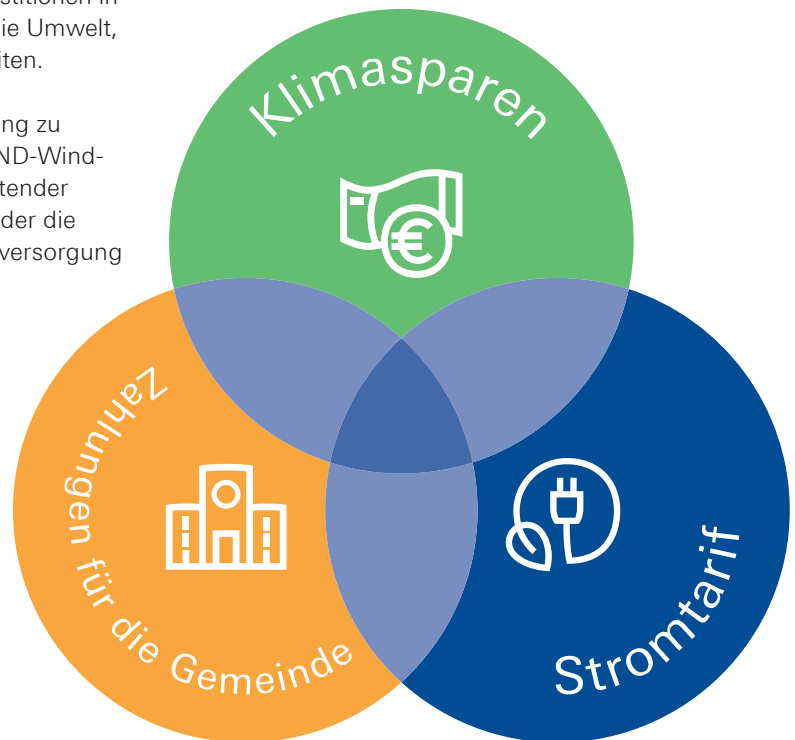 ie Umwelt,
iten.
ng zu
ND-Wind-
tender
der die
versorgung
Klimasparen
Zahlungen für die Gemeinde
Stromtarif